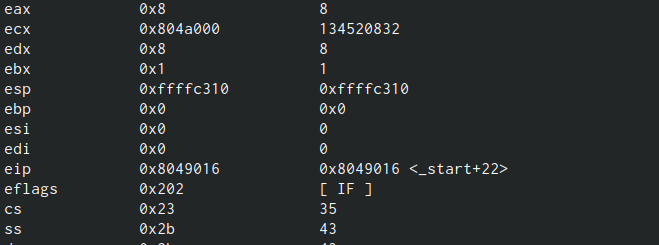 eax 0x8 8
ecx 0x804a000 134520832
edx 0x8 8
ebx 0x1 1
esp 0xffffc310 0xffffc310
ebp 0x0 0x0
esi 0x0 0
edi 0x0 0
eip 0x8049016 0x8049016 <_start+22>
eflags 0x202 [ IF ]
cs 0x23 35
ss 0x2b 43